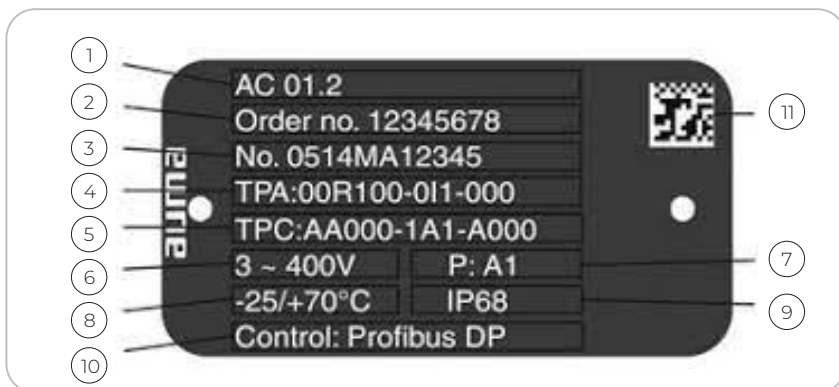 1
AC 01.2
2
Order no. 12345678
11
3
No. 0514MA12345
4
TPA:00R100-0I1-000
auma
5
TPC:AA000-1A1-A000
6
3 ~ 400V
P: A1
7
8
-25/+70°C
IP68
9
10
Control: Profibus DP